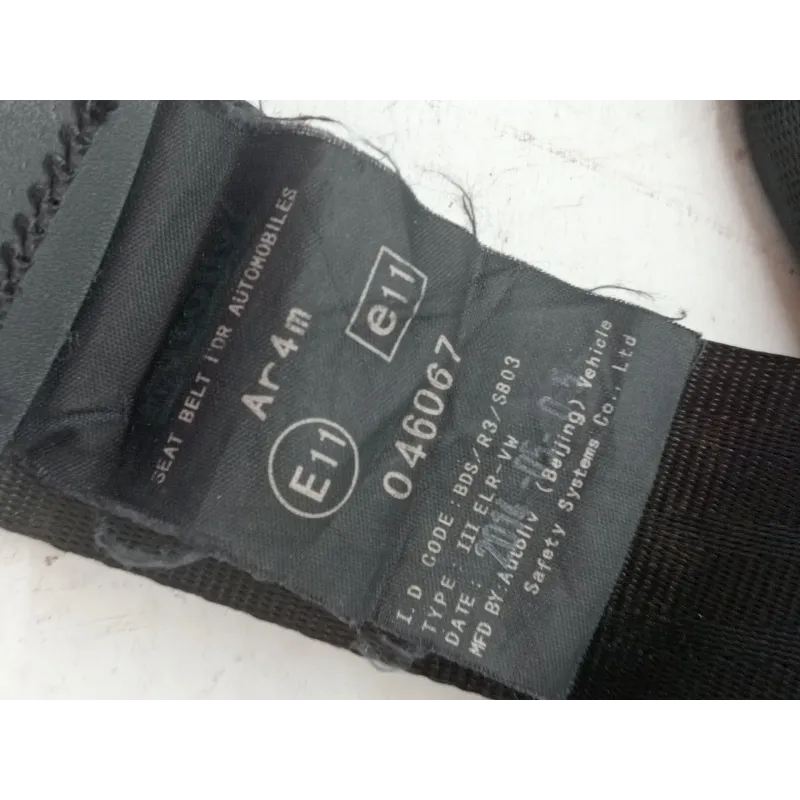 SEAT BELT FOR AUTOMOBILES
Ar4m
E11
e11
046067
I.D CODE: BDS/R3/SB03
TYPE: III ELR-VW
DATE:
MFD BY: Autoliv (Beijing) Vehicle
Safety Systems Co., Ltd